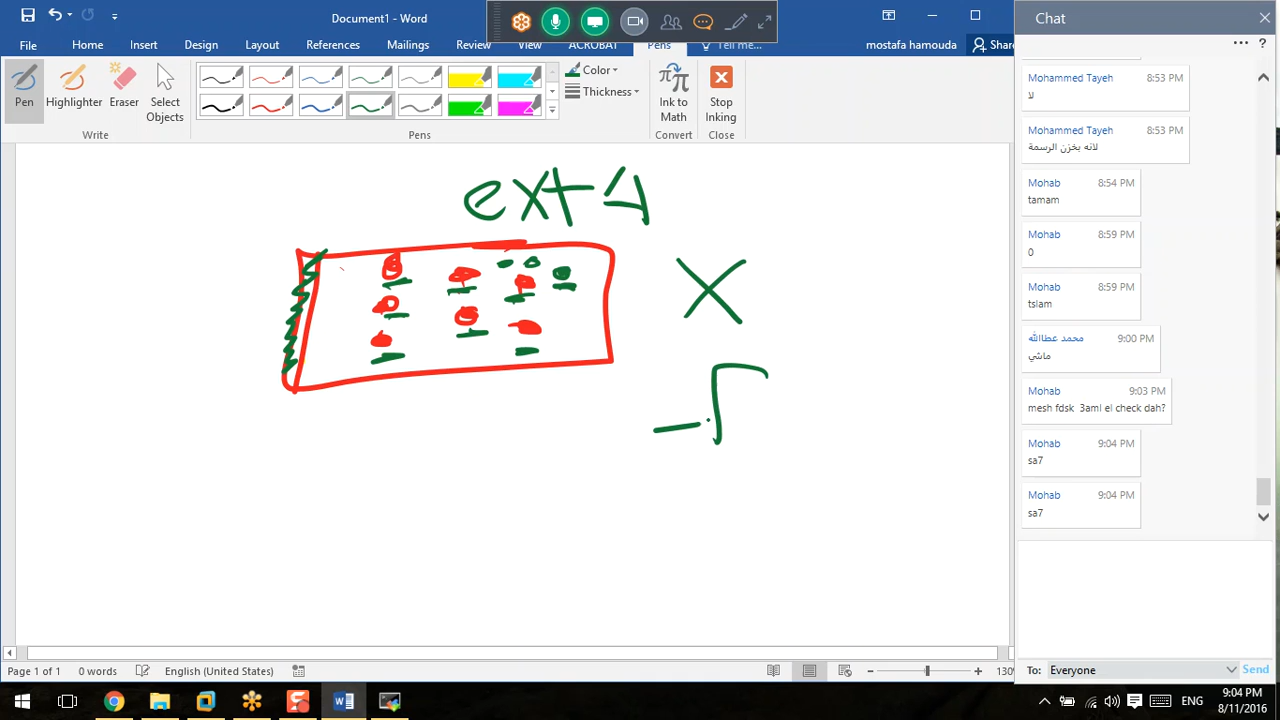 Document1 - Word
File
Home
Insert
Design
Layout
References
Mailings
Review
View
ACROBAT
Pens
Tell me...
mostafa hamouda
Pen
Highlighter
Eraser
Select
Objects
Write
Pens
Color
Thickness
Ink to
Math
Convert
Stop
Inking
Close
ext4
X
Chat
Mohammed Tayeh 8:53 PM
لا
Mohammed Tayeh 8:53 PM
لانه بخزن الرسمة
Mohab 8:54 PM
tamam
Mohab 8:59 PM
0
Mohab 8:59 PM
tslam
محمد عطاالله 9:00 PM
ماشي
Mohab 9:03 PM
mesh fdsk 3aml el check dah?
Mohab 9:04 PM
sa7
Mohab 9:04 PM
sa7
To: Everyone Send
Page 1 of 1 0 words English (United States)
ENG
9:04 PM
8/11/2016